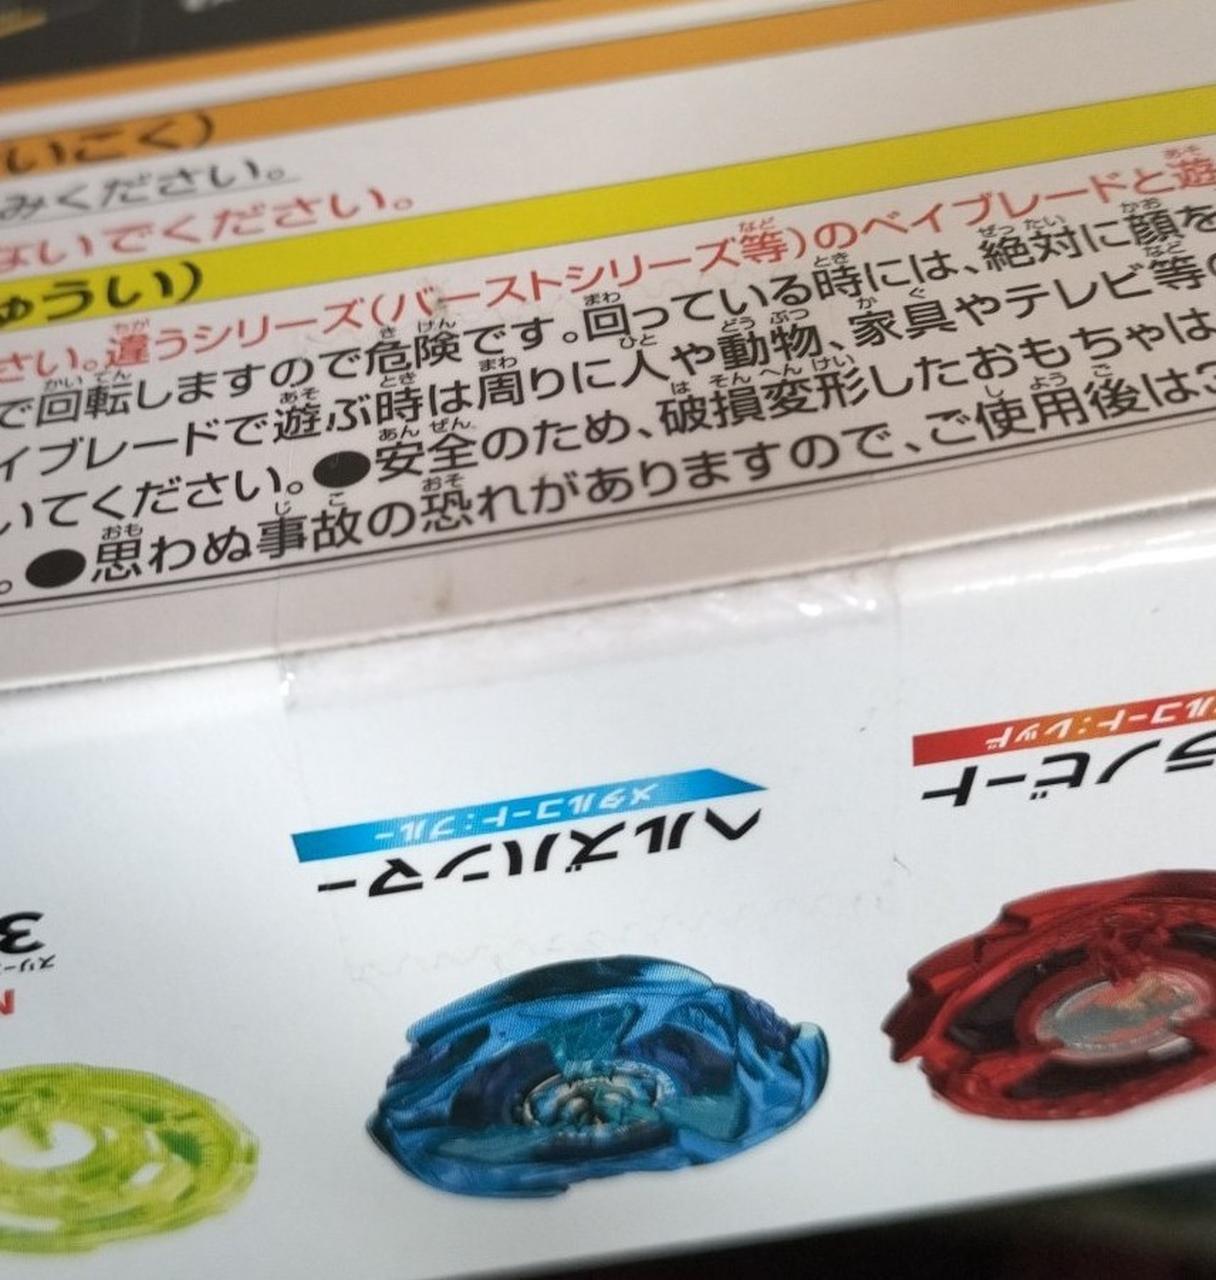 いこく)
みください。
ないでください。
ゅうい)
さい。違うシリーズ(バーストシリーズ等)のベイブレードと遊
で回転しますので危険です。回っている時には、絶対に顔を
イブレードで遊ぶ時は周りに人や動物、家具やテレビ等の
いてください。●安全のため、破損変形したおもちゃは
。●思わぬ事故の恐れがありますので、ご使用後は3
ルコード:レッド
ラノビート
メタルコード:ブルー
ヘルズハンマー
3
スリー